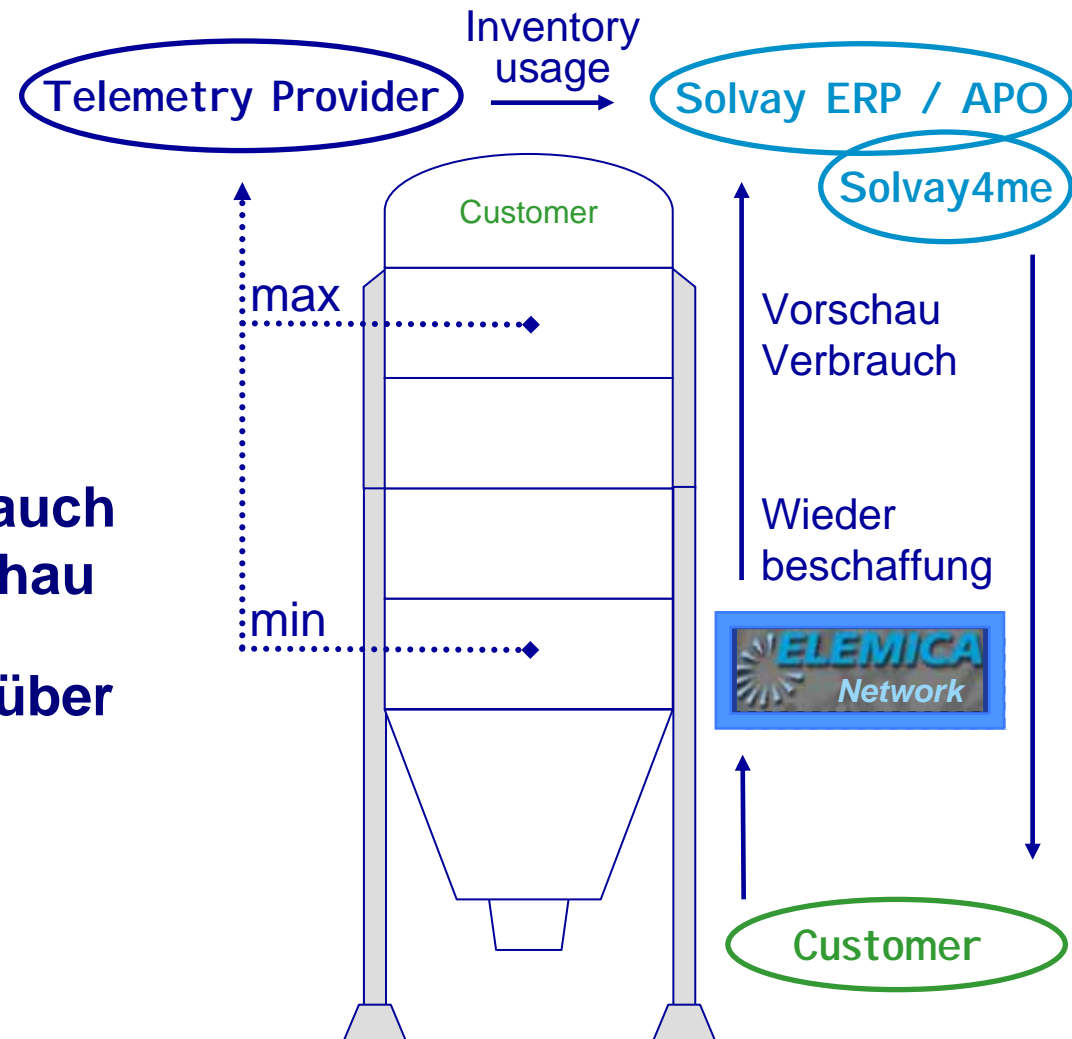 Inventory
usage
Telemetry Provider
Solvay ERP / APO
Solvay4me
Customer
max
Vorschau
Verbrauch
auch
hau
Wieder
beschaffung
min
über
ELEMICA
Network
Customer